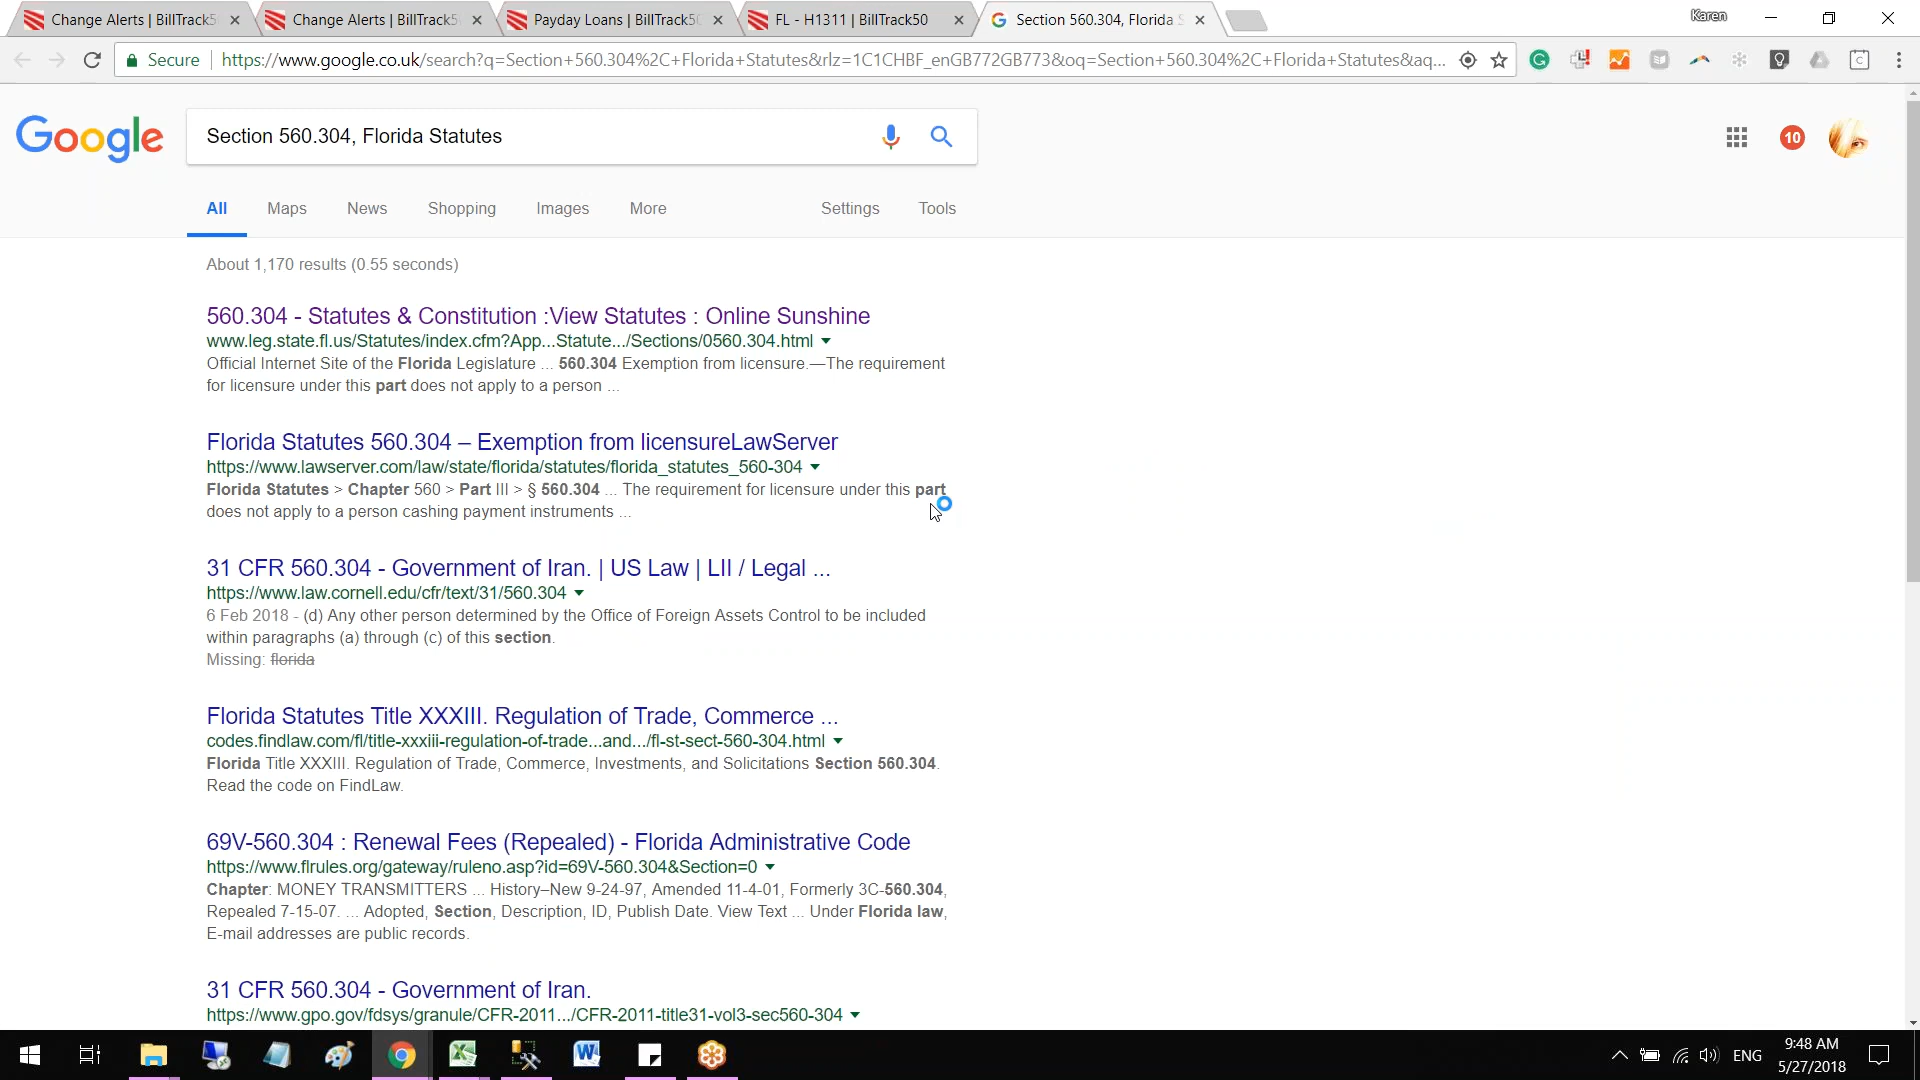 Change Alerts | BillTrack5
Change Alerts | BillTrack5
Payday Loans | BillTrack5
FL - H1311 | BillTrack50
Section 560.304, Florida S
Karen
Secure
https://www.google.co.uk/search?q=Section+560.304%2C+Florida+Statutes&rlz=1C1CHBF_enGB772GB773&oq=Section+560.304%2C+Florida+Statutes&aq...
Google
Section 560.304, Florida Statutes
10
All Maps News Shopping Images More Settings Tools
About 1,170 results (0.55 seconds)
560.304 - Statutes & Constitution :View Statutes : Online Sunshine
www.leg.state.fl.us/Statutes/index.cfm?App...Statute.../Sections/0560.304.html
Official Internet Site of the Florida Legislature ... 560.304 Exemption from licensure.—The requirement
for licensure under this part does not apply to a person ...
Florida Statutes 560.304 – Exemption from licensureLawServer
https://www.lawserver.com/law/state/florida/statutes/florida_statutes_560-304
Florida Statutes > Chapter 560 > Part III > § 560.304 ... The requirement for licensure under this part
does not apply to a person cashing payment instruments ...
31 CFR 560.304 - Government of Iran. | US Law | LII / Legal ...
https://www.law.cornell.edu/cfr/text/31/560.304
6 Feb 2018 - (d) Any other person determined by the Office of Foreign Assets Control to be included
within paragraphs (a) through (c) of this section.
Missing: florida
Florida Statutes Title XXXIII. Regulation of Trade, Commerce ...
codes.findlaw.com/fl/title-xxxiii-regulation-of-trade...and.../fl-st-sect-560-304.html
Florida Title XXXIII. Regulation of Trade, Commerce, Investments, and Solicitations Section 560.304.
Read the code on FindLaw.
69V-560.304 : Renewal Fees (Repealed) - Florida Administrative Code
https://www.flrules.org/gateway/ruleno.asp?id=69V-560.304&Section=0
Chapter: MONEY TRANSMITTERS ... History–New 9-24-97, Amended 11-4-01, Formerly 3C-560.304,
Repealed 7-15-07. ... Adopted, Section, Description, ID, Publish Date. View Text ... Under Florida law,
E-mail addresses are public records.
31 CFR 560.304 - Government of Iran.
https://www.gpo.gov/fdsys/granule/CFR-2011.../CFR-2011-title31-vol3-sec560-304
ENG
9:48 AM
5/27/2018